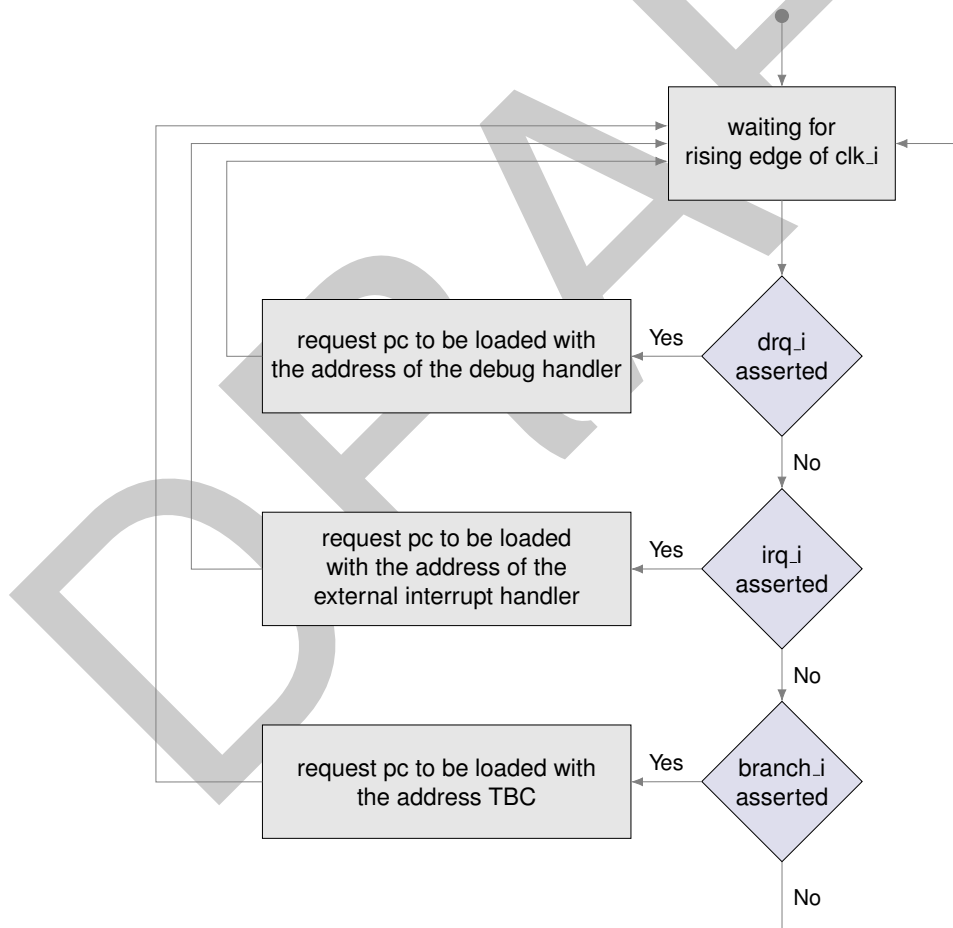 waiting for
rising edge of clk_i
drq_i
asserted
Yes
request pc to be loaded with
the address of the debug handler
No
irq_i
asserted
Yes
request pc to be loaded
with the address of the
external interrupt handler
No
branch_i
asserted
Yes
request pc to be loaded with
the address TBC
No